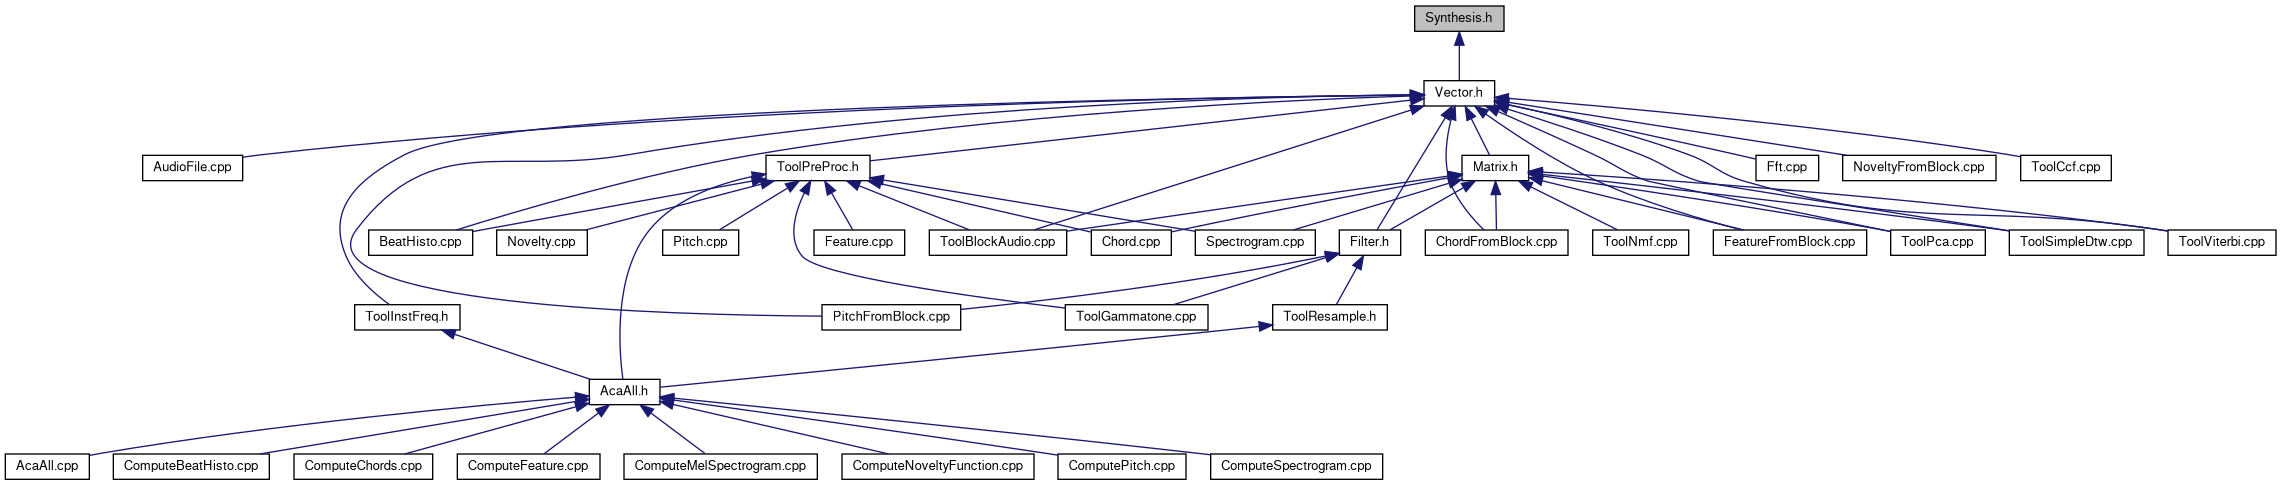 Synthesis.h
Vector.h
AudioFile.cpp
ToolPreProc.h
Matrix.h
Fft.cpp
NoveltyFromBlock.cpp
ToolCcf.cpp
BeatHisto.cpp
Novelty.cpp
Pitch.cpp
Feature.cpp
ToolBlockAudio.cpp
Chord.cpp
Spectrogram.cpp
Filter.h
ChordFromBlock.cpp
ToolNmf.cpp
FeatureFromBlock.cpp
ToolPca.cpp
ToolSimpleDtw.cpp
ToolViterbi.cpp
ToolInstFreq.h
PitchFromBlock.cpp
ToolGammatone.cpp
ToolResample.h
AcaAll.h
AcaAll.cpp
ComputeBeatHisto.cpp
ComputeChords.cpp
ComputeFeature.cpp
ComputeMelSpectrogram.cpp
ComputeNoveltyFunction.cpp
ComputePitch.cpp
ComputeSpectrogram.cpp